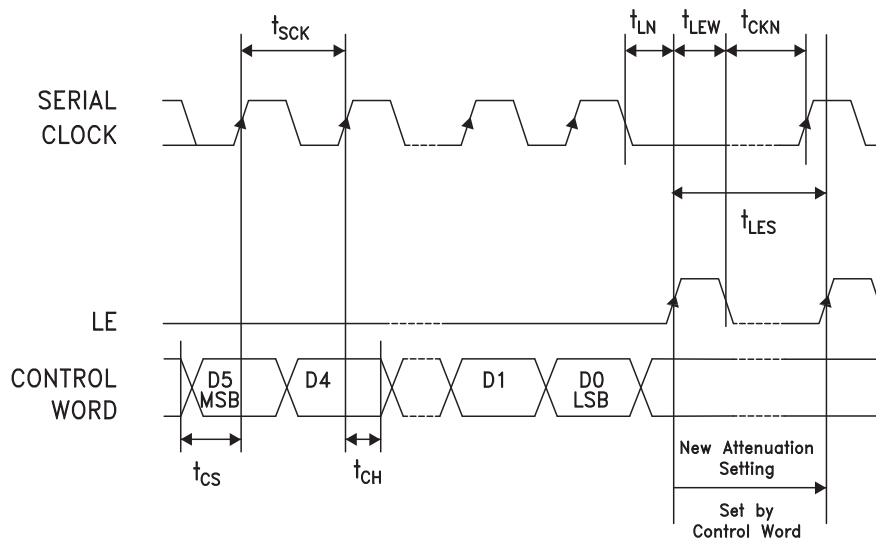 tSCK
tLN
tLEW
tCKN
SERIAL
CLOCK
tLES
LE
CONTROL
WORD
D5
MSB
D4
D1
D0
LSB
tCS
tCH
New Attenuation
Setting
Set by
Control Word